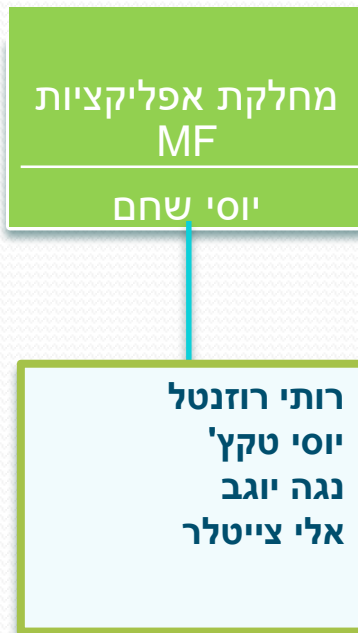 מחלקת אפליקציות
MF
יוסי שחם
רותי רוזנטל
יוסי טקץ'
נגה יוגב
אלי צייטלר